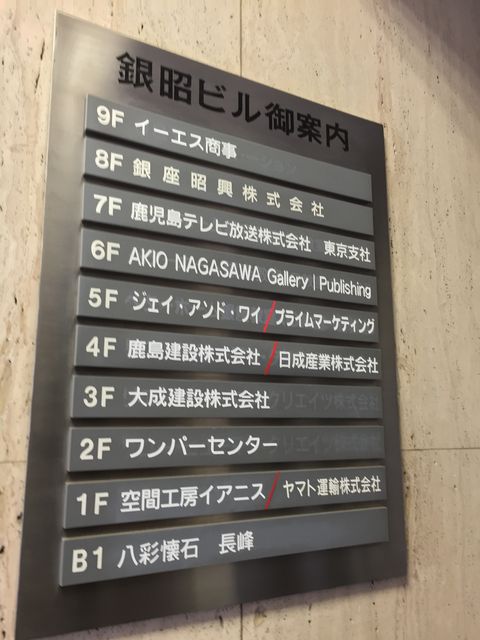 銀昭ビル御案内
9F イーエス商事
8F 銀座昭興株式会社
7F 鹿児島テレビ放送株式会社 東京支社
6F AKIO NAGASAWA Gallery | Publishing
5F ジェイ・アンド・ワイ/プライムマーケティング
4F 鹿島建設株式会社/日成産業株式会社
3F 大成建設株式会社
2F ワンパーセンター
1F 空間工房イアニス/ヤマト運輸株式会社
B1 八彩懐石 長峰